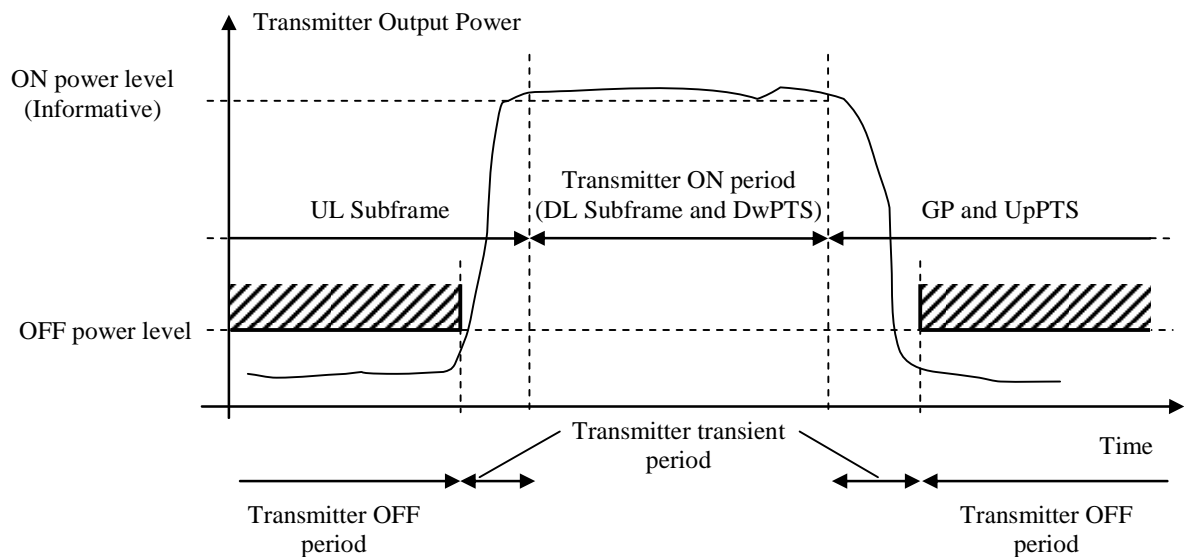 Transmitter Output Power
ON power level
(Informative)
Transmitter ON period
(DL Subframe and DwPTS)
UL Subframe
GP and UpPTS
OFF power level
Transmitter transient
period
Time
Transmitter OFF
period
Transmitter OFF
period